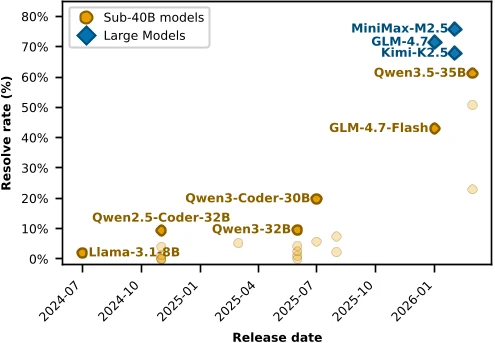 Resolve rate (%)
80%
70%
60%
50%
40%
30%
20%
10%
0%
Sub-40B models
Large Models
MiniMax-M2.5
GLM-4.7
Kimi-K2.5
Qwen3.5-35B
GLM-4.7-Flash
Qwen3-Coder-30B
Qwen2.5-Coder-32B
Qwen3-32B
Llama-3.1-8B
2024-07
2024-10
2025-01
2025-04
2025-07
2025-10
2026-01
Release date